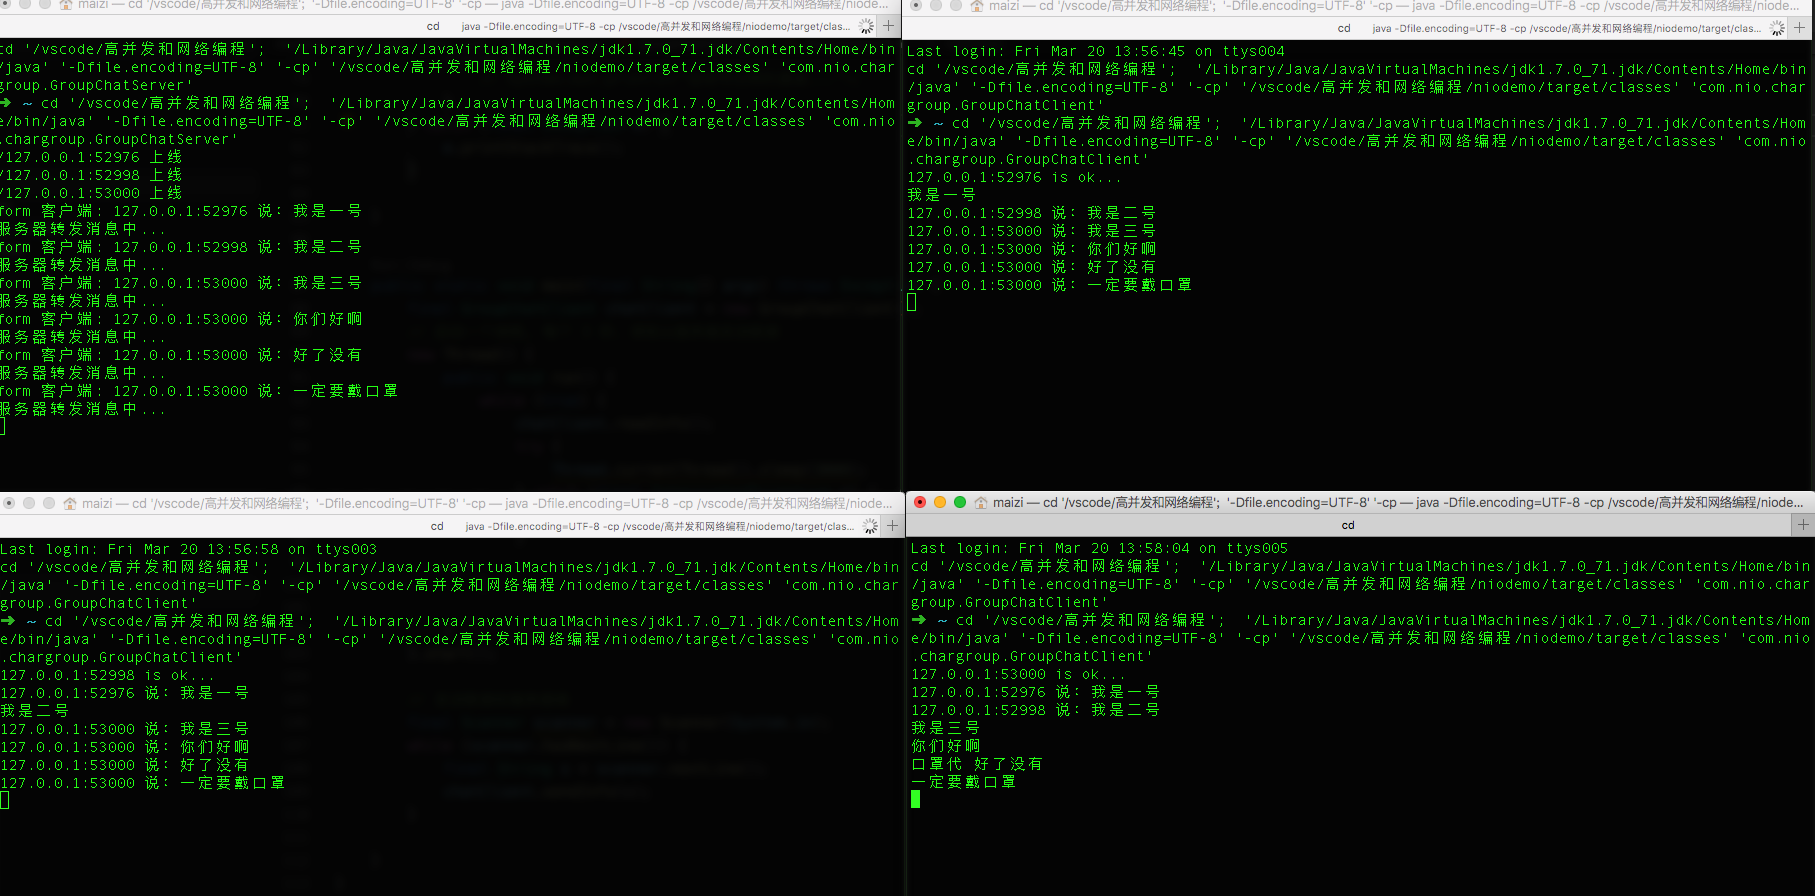 maizi — cd '/vscode/高并发和网络编程'; '-Dfile.encoding=UTF-8' '-cp — java -Dfile.encoding=UTF-8 -cp /vscode/高并发和网络编程/niode...
cd
java -Dfile.encoding=UTF-8 -cp /vscode/高并发和网络编程/niodemo/target/clas...
cd '/vscode/高并发和网络编程'; '/Library/Java/JavaVirtualMachines/jdk1.7.0_71.jdk/Contents/Home/bin
/java' '-Dfile.encoding=UTF-8' '-cp' '/vscode/高并发和网络编程/niodemo/target/classes' 'com.nio.char
group.GroupChatServer'
➜ ~ cd '/vscode/高并发和网络编程'; '/Library/Java/JavaVirtualMachines/jdk1.7.0_71.jdk/Contents/Hom
e/bin/java' '-Dfile.encoding=UTF-8' '-cp' '/vscode/高并发和网络编程/niodemo/target/classes' 'com.nio
.chargroup.GroupChatServer'
/127.0.0.1:52976 上线
/127.0.0.1:52998 上线
/127.0.0.1:53000 上线
form 客户端: 127.0.0.1:52976 说: 我是一号
服务器转发消息中...
form 客户端: 127.0.0.1:52998 说: 我是二号
服务器转发消息中...
form 客户端: 127.0.0.1:53000 说: 我是三号
服务器转发消息中...
form 客户端: 127.0.0.1:53000 说: 你们好啊
服务器转发消息中...
form 客户端: 127.0.0.1:53000 说: 好了没有
服务器转发消息中...
form 客户端: 127.0.0.1:53000 说: 一定要戴口罩
服务器转发消息中...
maizi — cd '/vscode/高并发和网络编程'; '-Dfile.encoding=UTF-8' '-cp — java -Dfile.encoding=UTF-8 -cp /vscode/高并发和网络编程/niode...
cd
java -Dfile.encoding=UTF-8 -cp /vscode/高并发和网络编程/niodemo/target/clas...
Last login: Fri Mar 20 13:56:45 on ttys004
cd '/vscode/高并发和网络编程'; '/Library/Java/JavaVirtualMachines/jdk1.7.0_71.jdk/Contents/Home/bin
/java' '-Dfile.encoding=UTF-8' '-cp' '/vscode/高并发和网络编程/niodemo/target/classes' 'com.nio.char
group.GroupChatClient'
➜ ~ cd '/vscode/高并发和网络编程'; '/Library/Java/JavaVirtualMachines/jdk1.7.0_71.jdk/Contents/Hom
e/bin/java' '-Dfile.encoding=UTF-8' '-cp' '/vscode/高并发和网络编程/niodemo/target/classes' 'com.nio
.chargroup.GroupChatClient'
127.0.0.1:52976 is ok...
我是一号
127.0.0.1:52998 说: 我是二号
127.0.0.1:53000 说: 我是三号
127.0.0.1:53000 说: 你们好啊
127.0.0.1:53000 说: 好了没有
127.0.0.1:53000 说: 一定要戴口罩
maizi — cd '/vscode/高并发和网络编程'; '-Dfile.encoding=UTF-8' '-cp — java -Dfile.encoding=UTF-8 -cp /vscode/高并发和网络编程/niode...
cd
java -Dfile.encoding=UTF-8 -cp /vscode/高并发和网络编程/niodemo/target/clas...
Last login: Fri Mar 20 13:56:58 on ttys003
cd '/vscode/高并发和网络编程'; '/Library/Java/JavaVirtualMachines/jdk1.7.0_71.jdk/Contents/Home/bin
/java' '-Dfile.encoding=UTF-8' '-cp' '/vscode/高并发和网络编程/niodemo/target/classes' 'com.nio.char
group.GroupChatClient'
➜ ~ cd '/vscode/高并发和网络编程'; '/Library/Java/JavaVirtualMachines/jdk1.7.0_71.jdk/Contents/Hom
e/bin/java' '-Dfile.encoding=UTF-8' '-cp' '/vscode/高并发和网络编程/niodemo/target/classes' 'com.nio
.chargroup.GroupChatClient'
127.0.0.1:52998 is ok...
127.0.0.1:52976 说: 我是一号
我是二号
127.0.0.1:53000 说: 我是三号
127.0.0.1:53000 说: 你们好啊
127.0.0.1:53000 说: 好了没有
127.0.0.1:53000 说: 一定要戴口罩
maizi — cd '/vscode/高并发和网络编程'; '-Dfile.encoding=UTF-8' '-cp — java -Dfile.encoding=UTF-8 -cp /vscode/高并发和网络编程/niode...
cd
Last login: Fri Mar 20 13:58:04 on ttys005
cd '/vscode/高并发和网络编程'; '/Library/Java/JavaVirtualMachines/jdk1.7.0_71.jdk/Contents/Home/bin
/java' '-Dfile.encoding=UTF-8' '-cp' '/vscode/高并发和网络编程/niodemo/target/classes' 'com.nio.char
group.GroupChatClient'
➜ ~ cd '/vscode/高并发和网络编程'; '/Library/Java/JavaVirtualMachines/jdk1.7.0_71.jdk/Contents/Hom
e/bin/java' '-Dfile.encoding=UTF-8' '-cp' '/vscode/高并发和网络编程/niodemo/target/classes' 'com.nio
.chargroup.GroupChatClient'
127.0.0.1:53000 is ok...
127.0.0.1:52976 说: 我是一号
127.0.0.1:52998 说: 我是二号
我是三号
你们好啊
口罩代 好了没有
一定要戴口罩